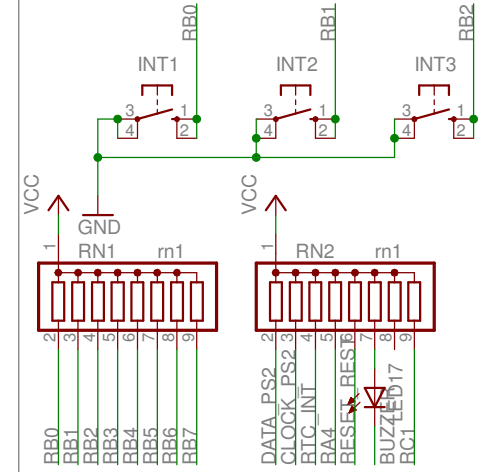 RB0
RB1
RB2
INT1
INT2
INT3
3 1
4 2
3 1
4 2
3 1
4 2
VCC
VCC
GND
1
RN1 rn1
1
RN2 rn1
2 3 4 5 6 7 8 9
2 3 4 5 6 7 8 9
RB0
RB1
RB2
RB3
RB4
RB5
RB6
RB7
DATA_PS2
CLOCK_PS2
RTC_INT
RA4
RESET_REST
BUZZER
LED17
RC1